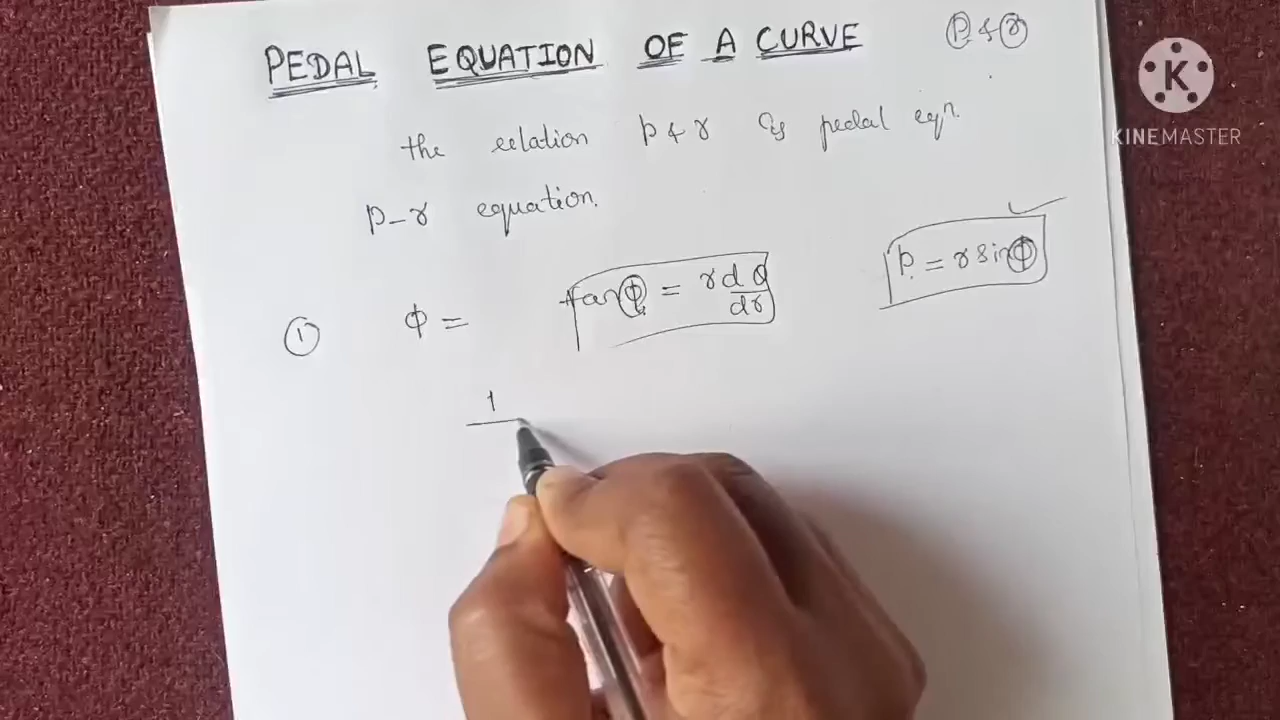 PEDAL EQUATION OF A CURVE p & r
the relation p & r is pedal eqn.
p – r equation.
① φ = tan φ = r dθ/dr p = r sin φ
1
K
KINEMASTER